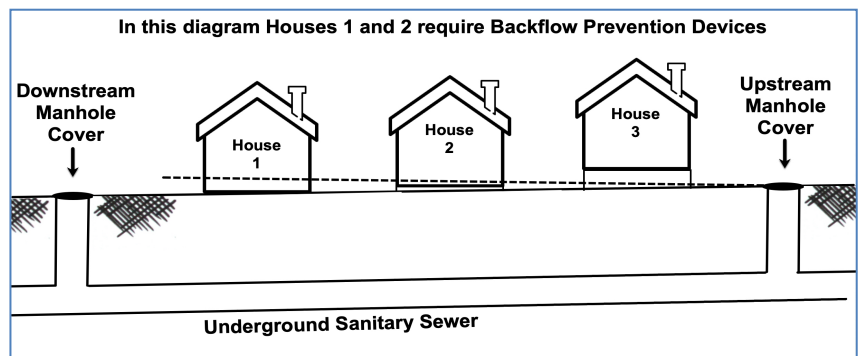 In this diagram Houses 1 and 2 require Backflow Prevention Devices
Downstream
Manhole
Cover
House
1
House
2
House
3
Upstream
Manhole
Cover
Underground Sanitary Sewer